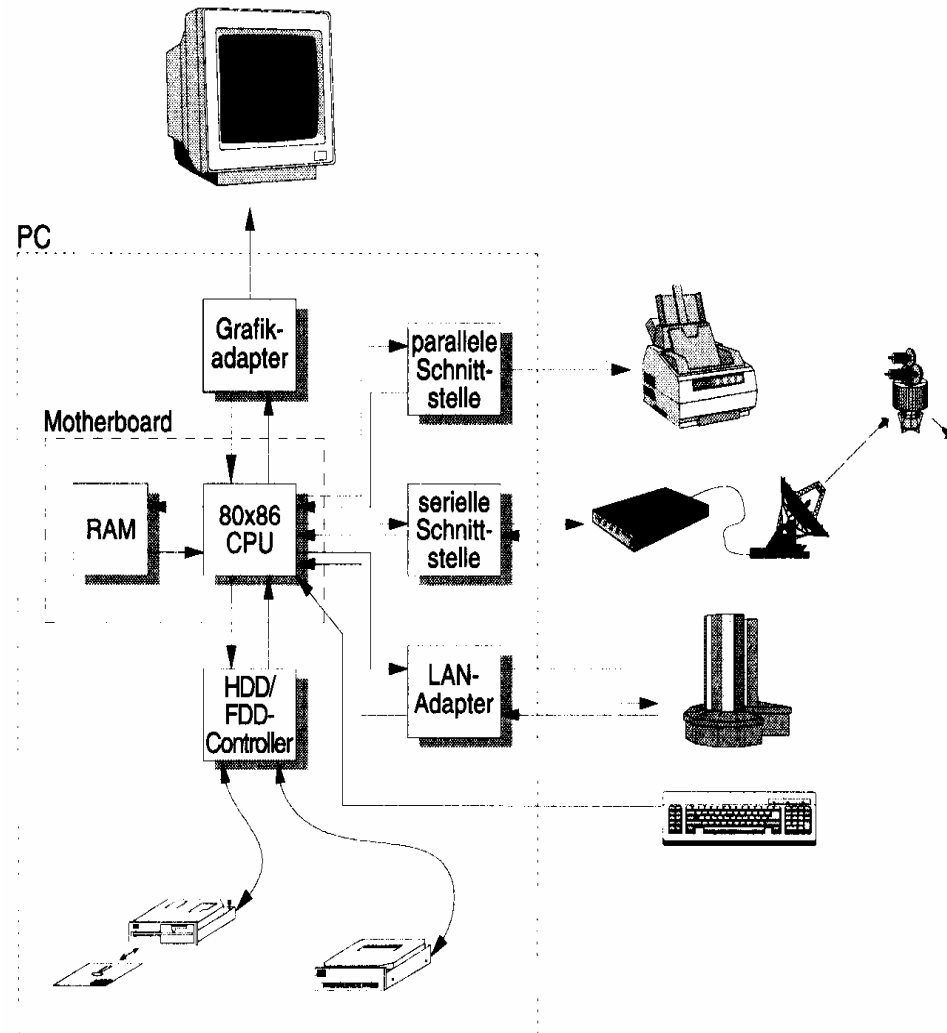 PC
Grafik-
adapter
parallele
Schnitt-
stelle
Motherboard
RAM
80x86
CPU
serielle
Schnitt-
stelle
HDD/
FDD-
Controller
LAN-
Adapter